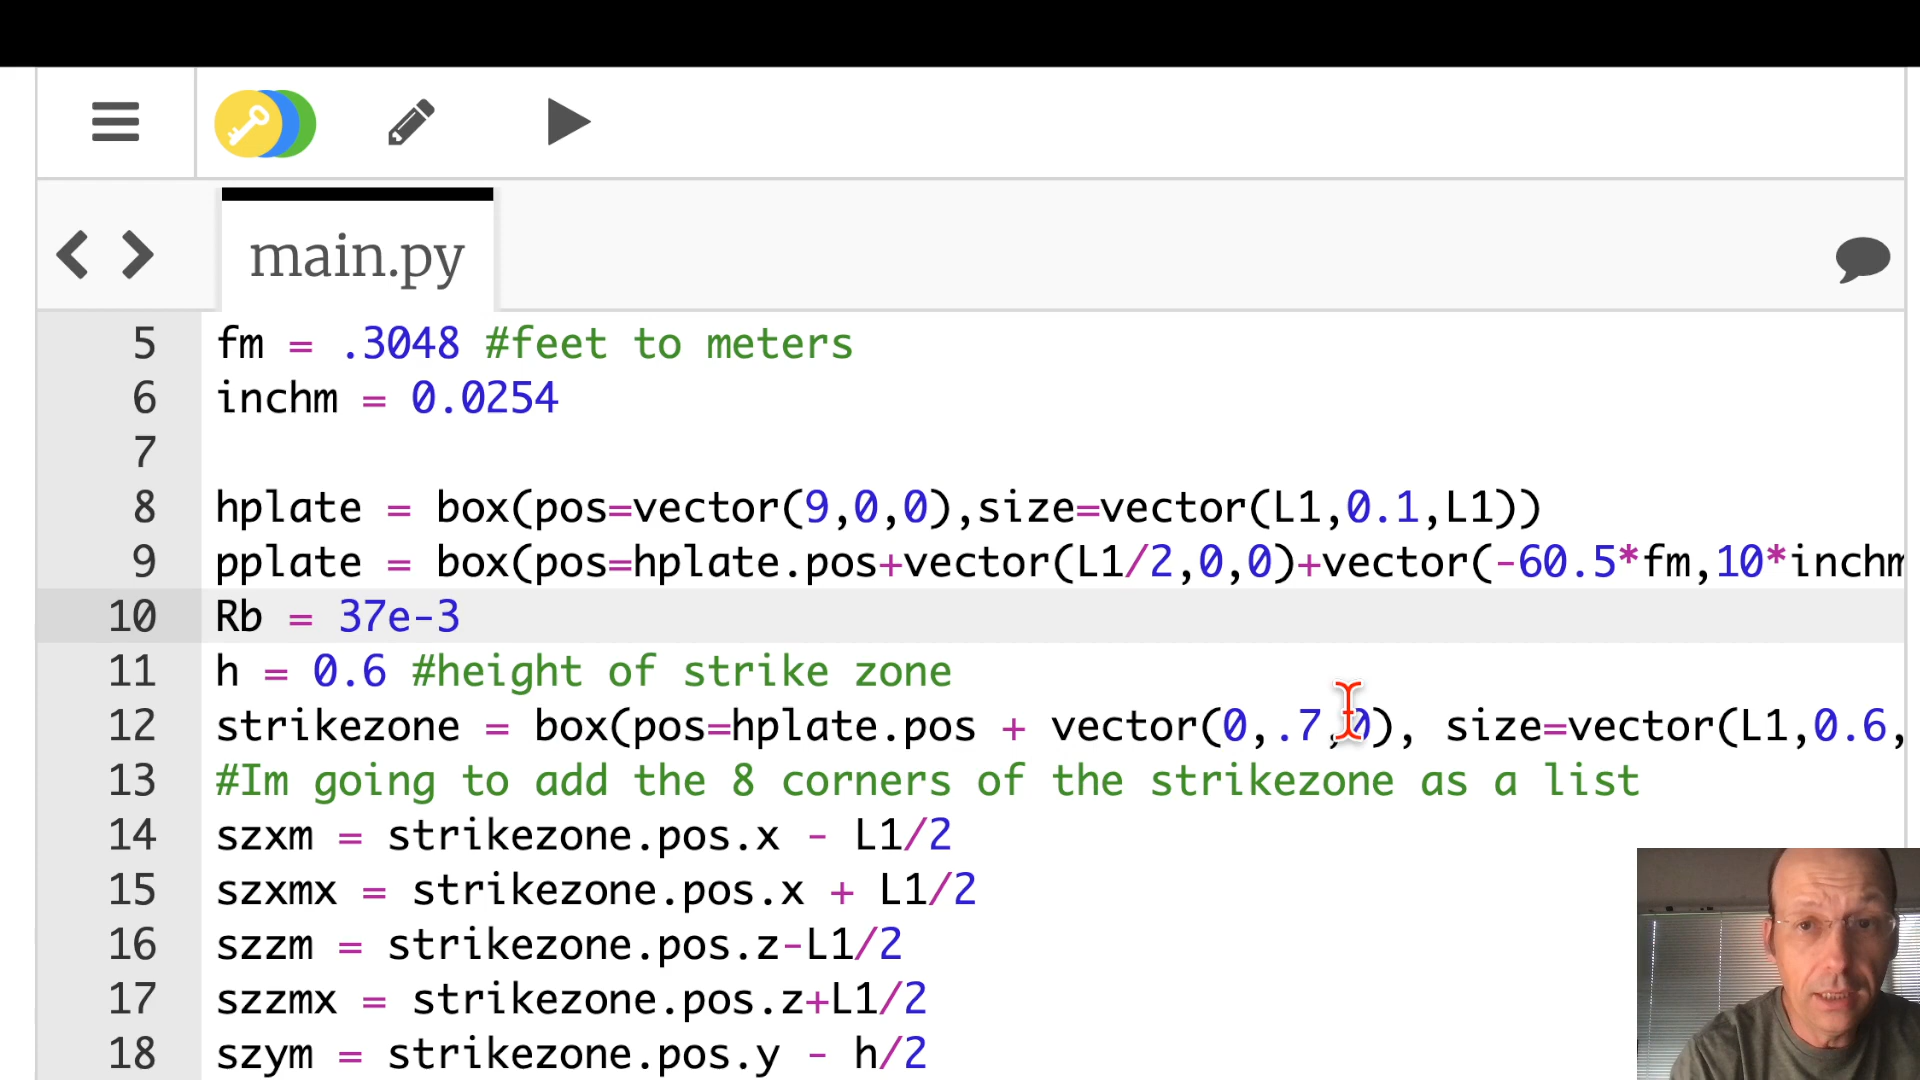 main.py
5 fm = .3048 #feet to meters
6 inchm = 0.0254
7
8 hplate = box(pos=vector(9,0,0),size=vector(L1,0.1,L1))
9 pplate = box(pos=hplate.pos+vector(L1/2,0,0)+vector(-60.5*fm,10*inchm
10 Rb = 37e-3
11 h = 0.6 #height of strike zone
12 strikezone = box(pos=hplate.pos + vector(0,.7,0), size=vector(L1,0.6,
13 #Im going to add the 8 corners of the strikezone as a list
14 szxm = strikezone.pos.x - L1/2
15 szxmx = strikezone.pos.x + L1/2
16 szzm = strikezone.pos.z-L1/2
17 szzmx = strikezone.pos.z+L1/2
18 szym = strikezone.pos.y - h/2